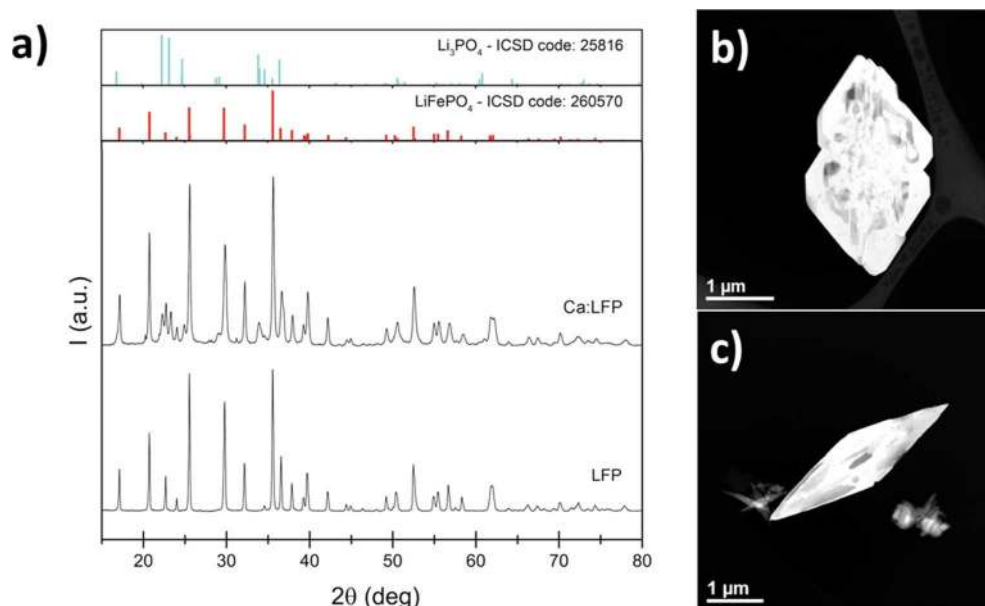 a)
Li₃PO₄ - ICSD code: 25816
LiFePO₄ - ICSD code: 260570
I (a.u.)
Ca:LFP
LFP
20 30 40 50 60 70 80
2θ (deg)
b)
1 µm
c)
1 µm